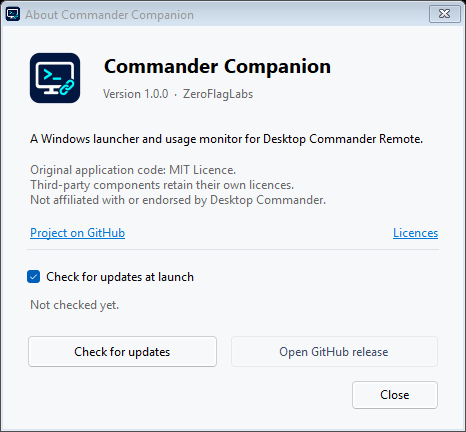 About Commander Companion
Commander Companion
Version 1.0.0 · ZeroFlagLabs
A Windows launcher and usage monitor for Desktop Commander Remote.
Original application code: MIT Licence.
Third-party components retain their own licences.
Not affiliated with or endorsed by Desktop Commander.
Project on GitHub Licences
Check for updates at launch
Not checked yet.
Check for updates Open GitHub release
Close